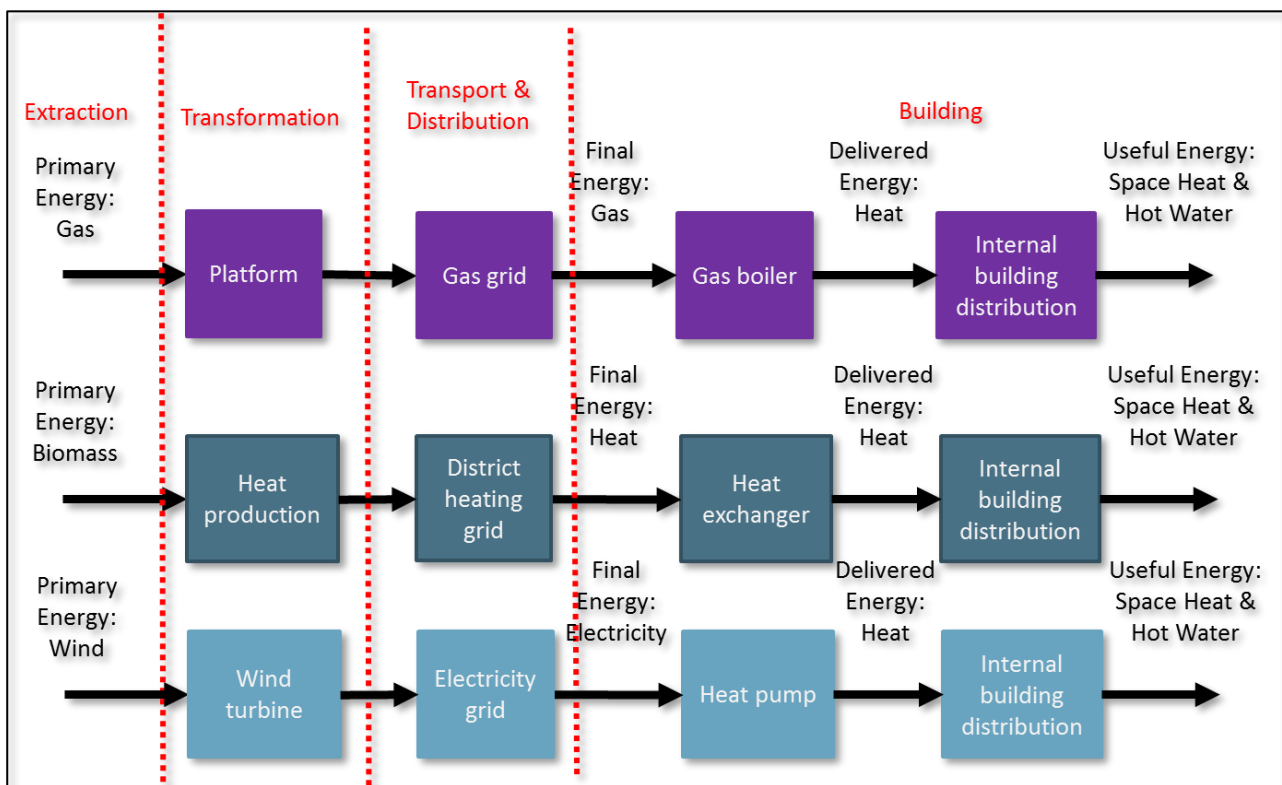 Extraction
Transformation
Transport &
Distribution
Building
Primary
Energy:
Gas
Final
Energy:
Gas
Delivered
Energy:
Heat
Useful Energy:
Space Heat &
Hot Water
Platform
Gas grid
Gas boiler
Internal
building
distribution
Primary
Energy:
Biomass
Final
Energy:
Heat
Delivered
Energy:
Heat
Useful Energy:
Space Heat &
Hot Water
Heat
production
District
heating
grid
Heat
exchanger
Internal
building
distribution
Primary
Energy:
Wind
Final
Energy:
Electricity
Delivered
Energy:
Heat
Useful Energy:
Space Heat &
Hot Water
Wind
turbine
Electricity
grid
Heat pump
Internal
building
distribution